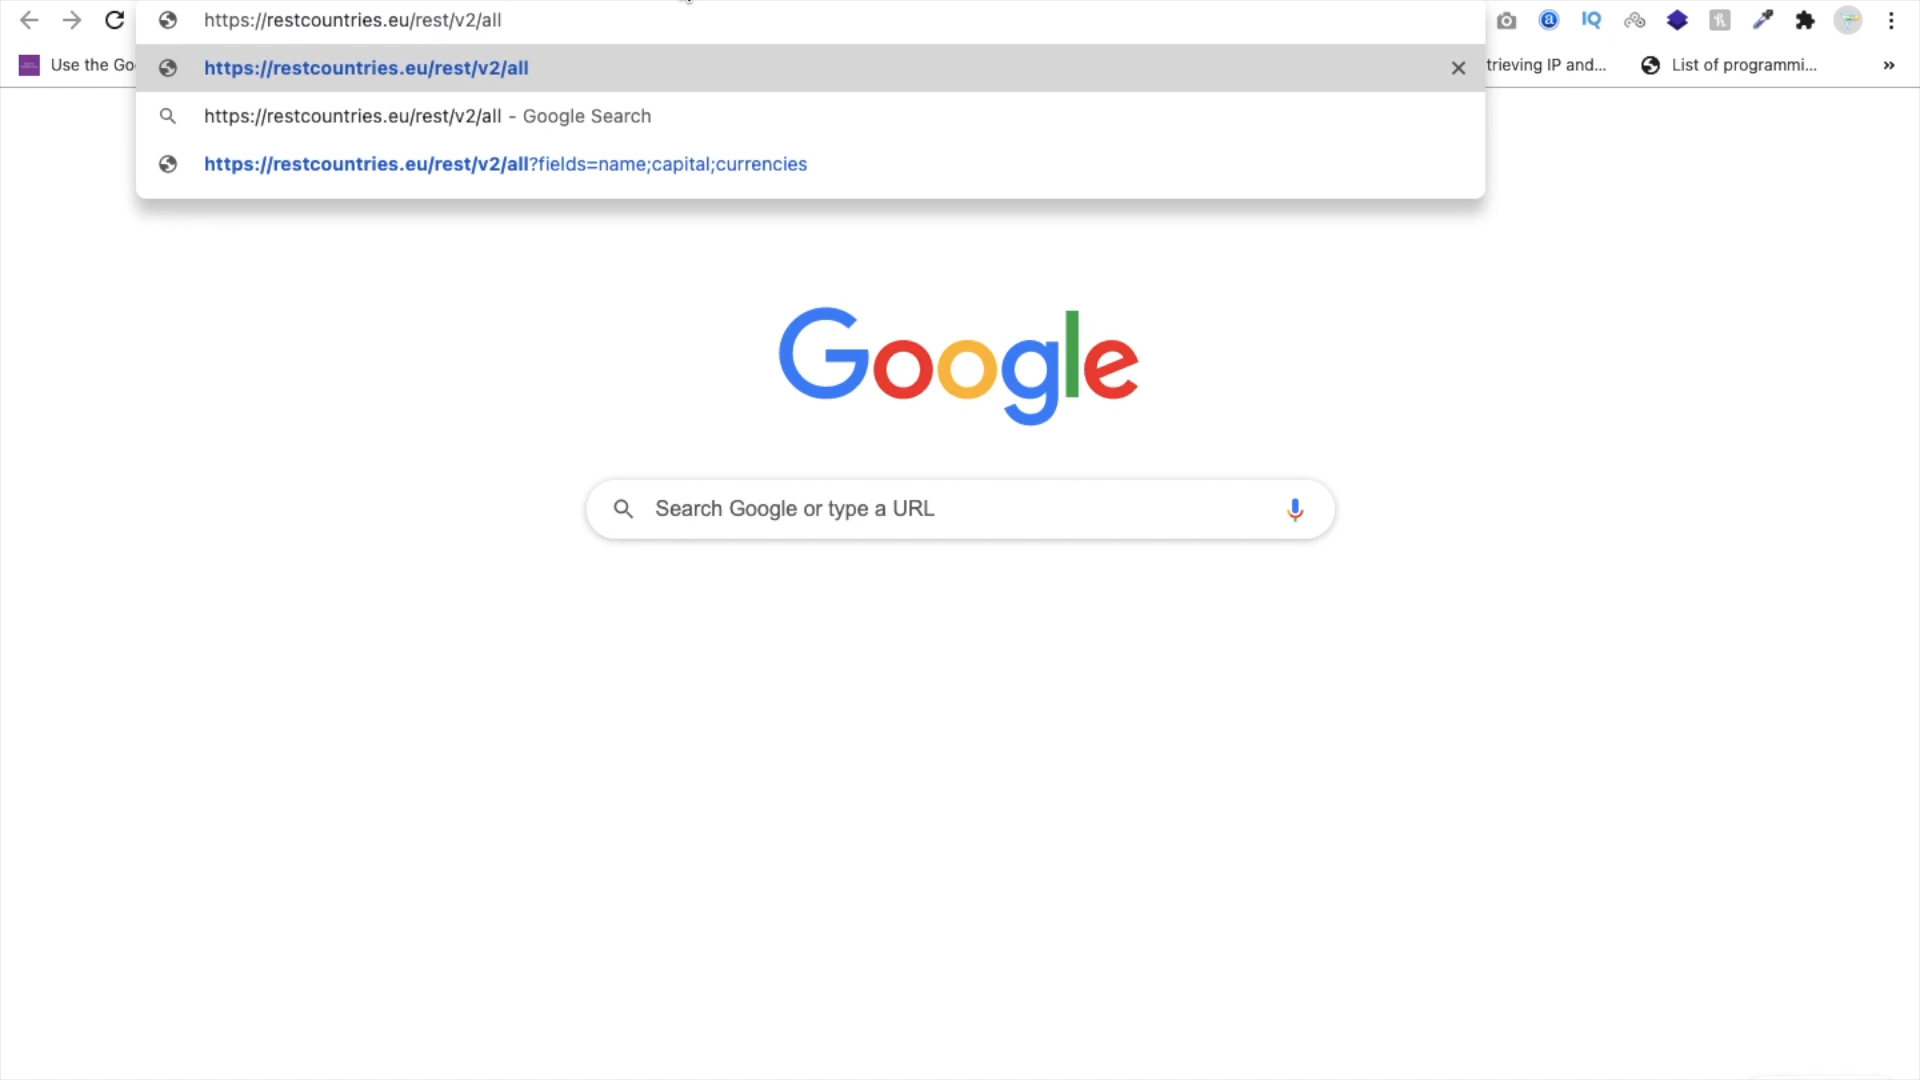 https://restcountries.eu/rest/v2/all
Use the Go
https://restcountries.eu/rest/v2/all
trieving IP and...
List of programmi...
»
https://restcountries.eu/rest/v2/all - Google Search
https://restcountries.eu/rest/v2/all?fields=name;capital;currencies
IQ
Google
Search Google or type a URL